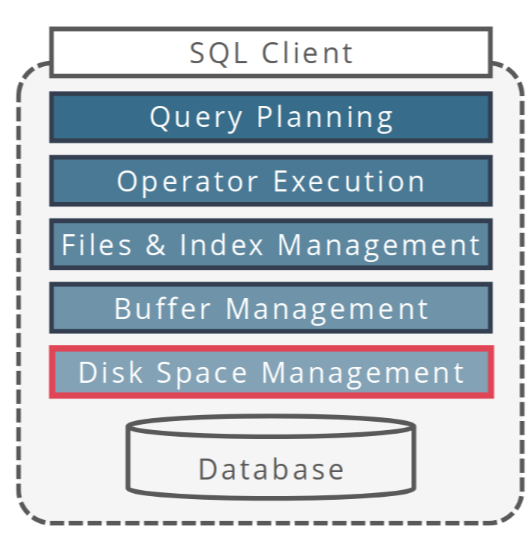 SQL Client
Query Planning
Operator Execution
Files & Index Management
Buffer Management
Disk Space Management
Database